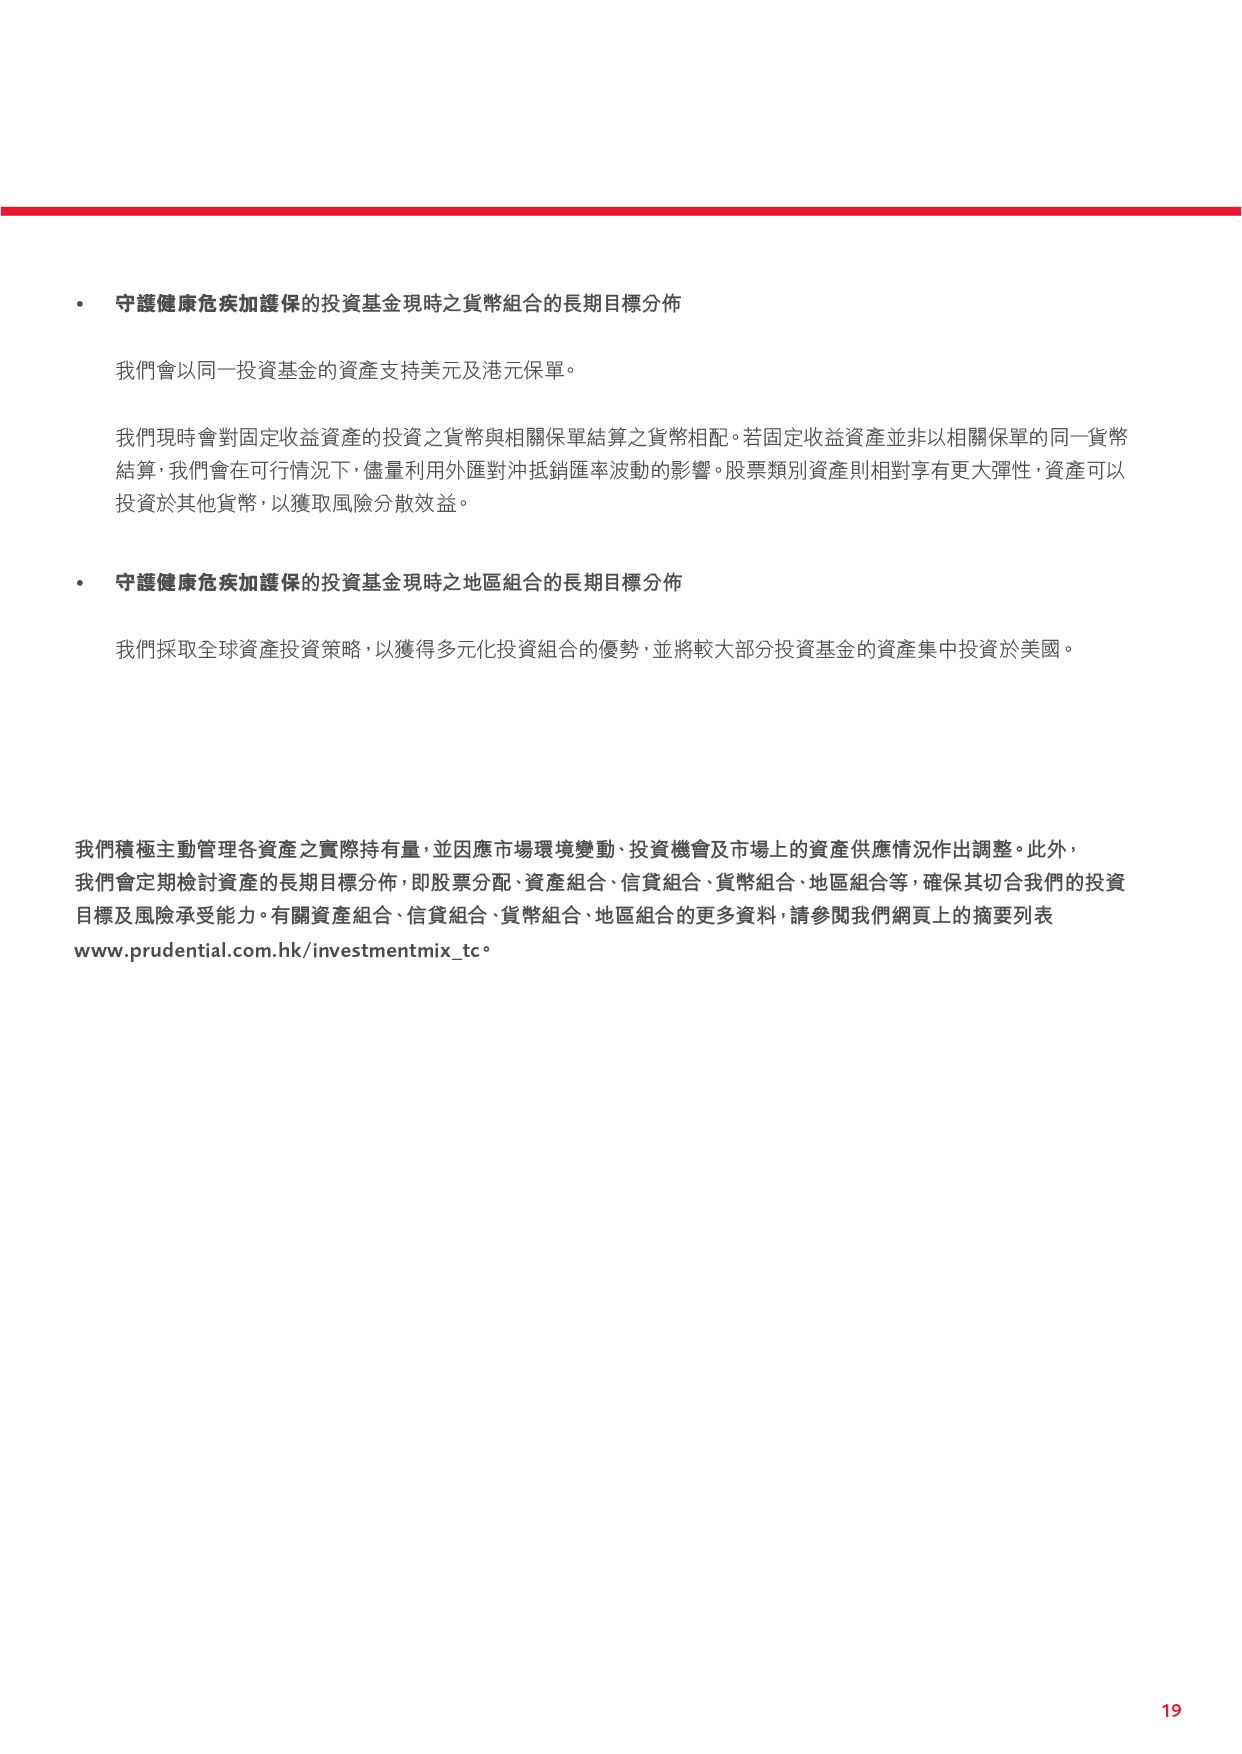 • 守護健康危疾加護保的投資基金現時之貨幣組合的長期目標分佈
我們會以同一投資基金的資產支持美元及港元保單。
我們現時會對固定收益資產的投資之貨幣與相關保單結算之貨幣相配。若固定收益資產並非以相關保單的同一貨幣
結算,我們會在可行情況下,儘量利用外匯對沖抵銷匯率波動的影響。股票類別資產則相對享有更大彈性,資產可以
投資於其他貨幣,以獲取風險分散效益。
• 守護健康危疾加護保的投資基金現時之地區組合的長期目標分佈
我們採取全球資產投資策略,以獲得多元化投資組合的優勢,並將較大部分投資基金的資產集中投資於美國。
我們積極主動管理各資產之實際持有量,並因應市場環境變動、投資機會及市場上的資產供應情況作出調整。此外,
我們會定期檢討資產的長期目標分佈,即股票分配、資產組合、信貸組合、貨幣組合、地區組合等,確保其切合我們的投資
目標及風險承受能力。有關資產組合、信貸組合、貨幣組合、地區組合的更多資料,請參閱我們網頁上的摘要列表
www.prudential.com.hk/investmentmix_tc。
19